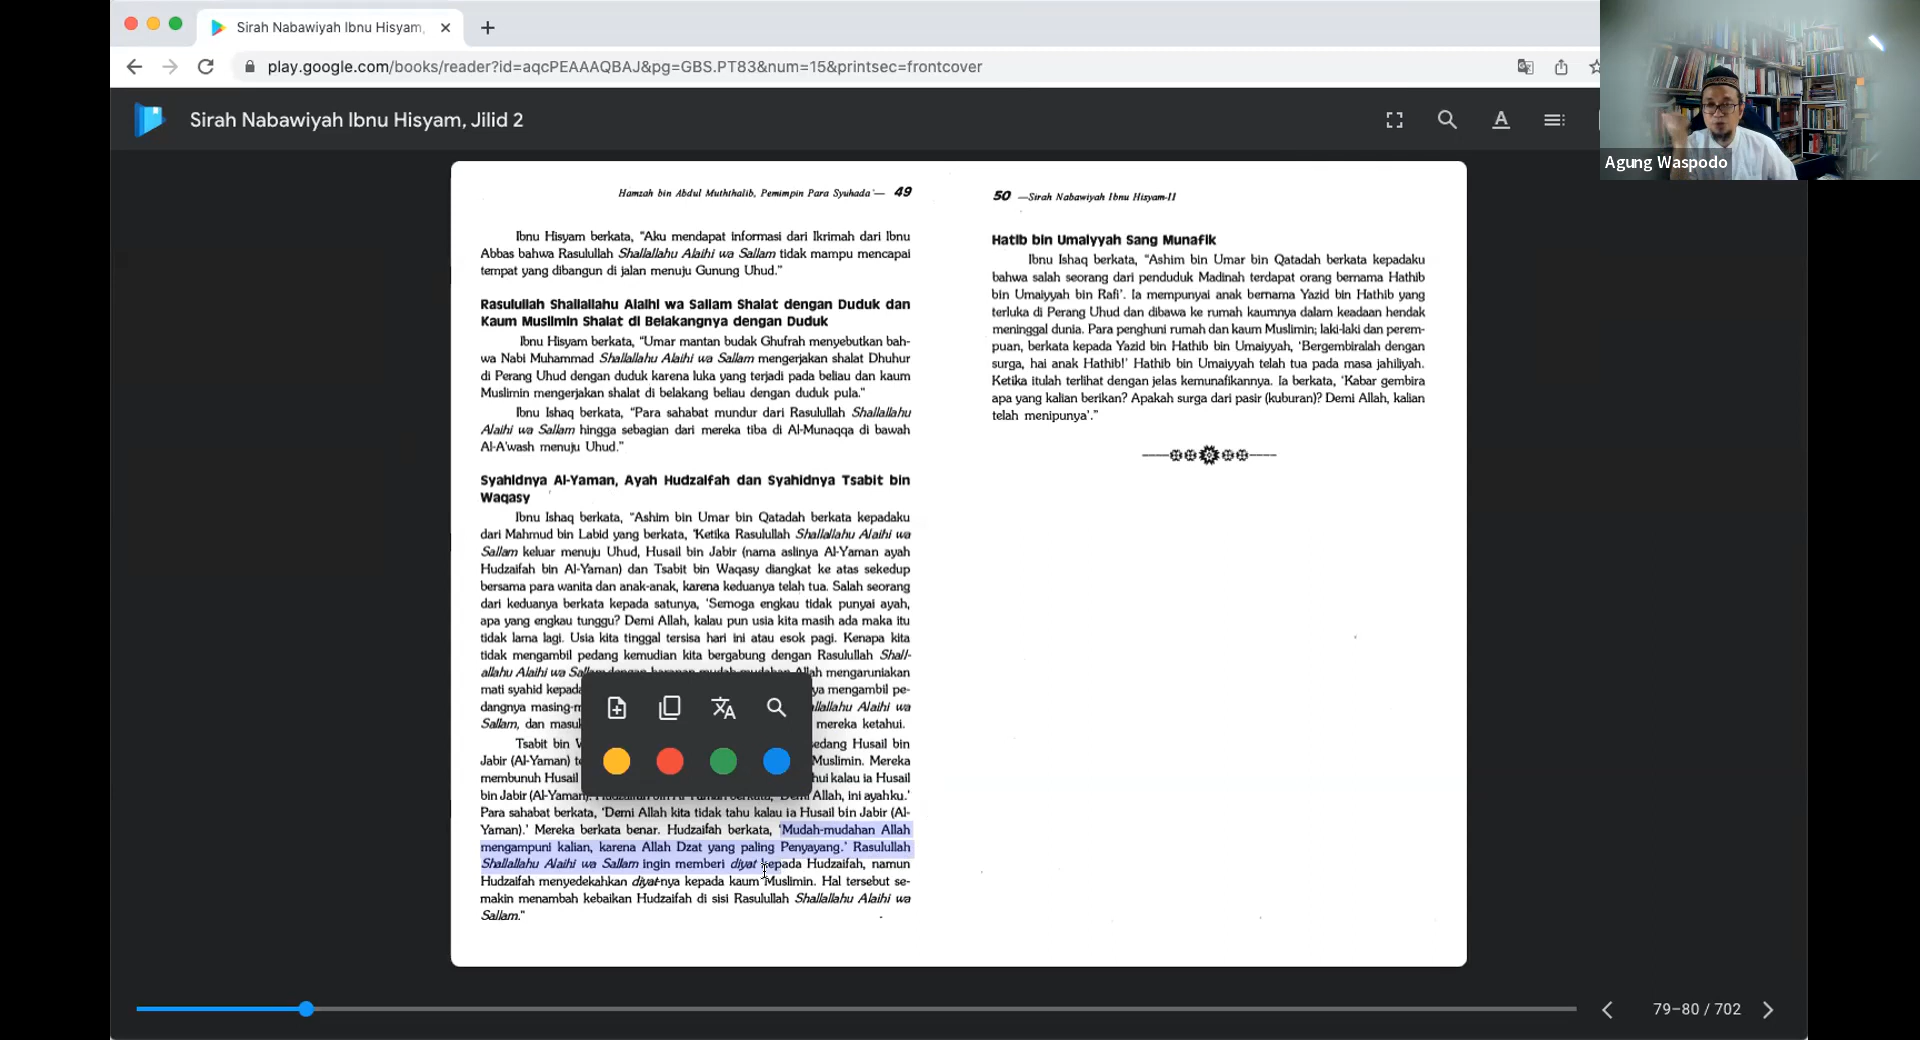 Sirah Nabawiyah Ibnu Hisyam,
play.google.com/books/reader?id=aqcPEAAAQBAJ&pg=GBS.PT83&num=15&printsec=frontcover
Sirah Nabawiyah Ibnu Hisyam, Jilid 2
Agung Waspodo
Hamzah bin Abdul Muththalib, Pemimpin Para Syuhada'— 49
Ibnu Hisyam berkata, "Aku mendapat informasi dari Ikrimah dari Ibnu
Abbas bahwa Rasulullah Shallallahu Alaihi wa Sallam tidak mampu mencapai
tempat yang dibangun di jalan menuju Gunung Uhud."
Rasulullah Shallallahu Alaihi wa Sallam Shalat dengan Duduk dan
Kaum Muslimin Shalat di Belakangnya dengan Duduk
Ibnu Hisyam berkata, "Umar mantan budak Ghufrah menyebutkan bah-
wa Nabi Muhammad Shallallahu Alaihi wa Sallam mengerjakan shalat Dhuhur
di Perang Uhud dengan duduk karena luka yang terjadi pada beliau dan kaum
Muslimin mengerjakan shalat di belakang beliau dengan duduk pula."
Ibnu Ishaq berkata, "Para sahabat mundur dari Rasulullah Shallallahu
Alaihi wa Sallam hingga sebagian dari mereka tiba di Al-Munaqqa di bawah
Al-A'wash menuju Uhud."
Syahidnya Al-Yaman, Ayah Hudzaifah dan Syahidnya Tsabit bin
Waqasy
Ibnu Ishaq berkata, "Ashim bin Umar bin Qatadah berkata kepadaku
dari Mahmud bin Labid yang berkata, 'Ketika Rasulullah Shallallahu Alaihi wa
Sallam keluar menuju Uhud, Husail bin Jabir (nama aslinya Al-Yaman ayah
Hudzaifah bin Al-Yaman) dan Tsabit bin Waqasy diangkat ke atas sekedup
bersama para wanita dan anak-anak, karena keduanya telah tua. Salah seorang
dari keduanya berkata kepada satunya, 'Semoga engkau tidak punyai ayah,
apa yang engkau tunggu? Demi Allah, kalau pun usia kita masih ada maka itu
tidak lama lagi. Usia kita tinggal tersisa hari ini atau esok pagi. Kenapa kita
tidak mengambil pedang kemudian kita bergabung dengan Rasulullah Shall-
allahu Alaihi wa Sallam dengan harapan mudah-mudahan Allah mengaruniakan
mati syahid kepada ya mengambil pe-
dangnya masing-m allallahu Alaihi wa
Sallam, dan masuk mereka ketahui.
Tsabit bin W edang Husail bin
Jabir (Al-Yaman) te Muslimin. Mereka
membunuh Husail hui kalau ia Husail
bin Jabir (Al-Yaman). Hudzaifah bin Al-Yaman berkata, 'Demi Allah, ini ayahku.'
Para sahabat berkata, 'Demi Allah kita tidak tahu kalau ia Husail bin Jabir (Al-
Yaman).' Mereka berkata benar. Hudzaifah berkata, 'Mudah-mudahan Allah
mengampuni kalian, karena Allah Dzat yang paling Penyayang.' Rasulullah
Shallallahu Alaihi wa Sallam ingin memberi diyat kepada Hudzaifah, namun
Hudzaifah menyedekahkan diyat-nya kepada kaum Muslimin. Hal tersebut se-
makin menambah kebaikan Hudzaifah di sisi Rasulullah Shallallahu Alaihi wa
Sallam."
50 —Sirah Nabawiyah Ibnu Hisyam-II
Hatib bin Umaiyyah Sang Munafik
Ibnu Ishaq berkata, "Ashim bin Umar bin Qatadah berkata kepadaku
bahwa salah seorang dari penduduk Madinah terdapat orang bernama Hathib
bin Umaiyyah bin Rafi'. Ia mempunyai anak bernama Yazid bin Hathib yang
terluka di Perang Uhud dan dibawa ke rumah kaumnya dalam keadaan hendak
meninggal dunia. Para penghuni rumah dan kaum Muslimin; laki-laki dan perem-
puan, berkata kepada Yazid bin Hathib bin Umaiyyah, 'Bergembiralah dengan
surga, hai anak Hathib!' Hathib bin Umaiyyah telah tua pada masa jahiliyah.
Ketika itulah terlihat dengan jelas kemunafikannya. Ia berkata, 'Kabar gembira
apa yang kalian berikan? Apakah surga dari pasir (kuburan)? Demi Allah, kalian
telah menipunya'."
79–80 / 702